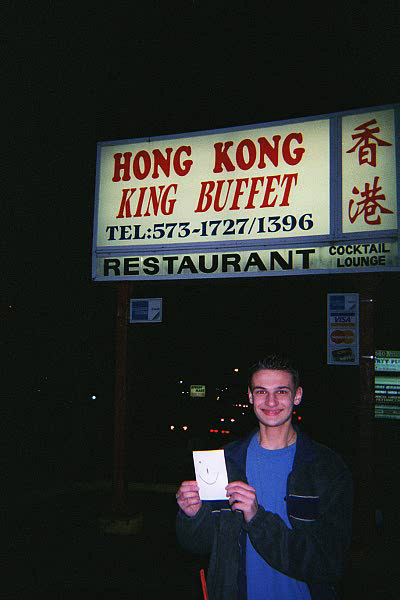 HONG KONG
KING BUFFET
TEL:573-1727/1396
香
港
RESTAURANT
COCKTAIL
LOUNGE
VISA